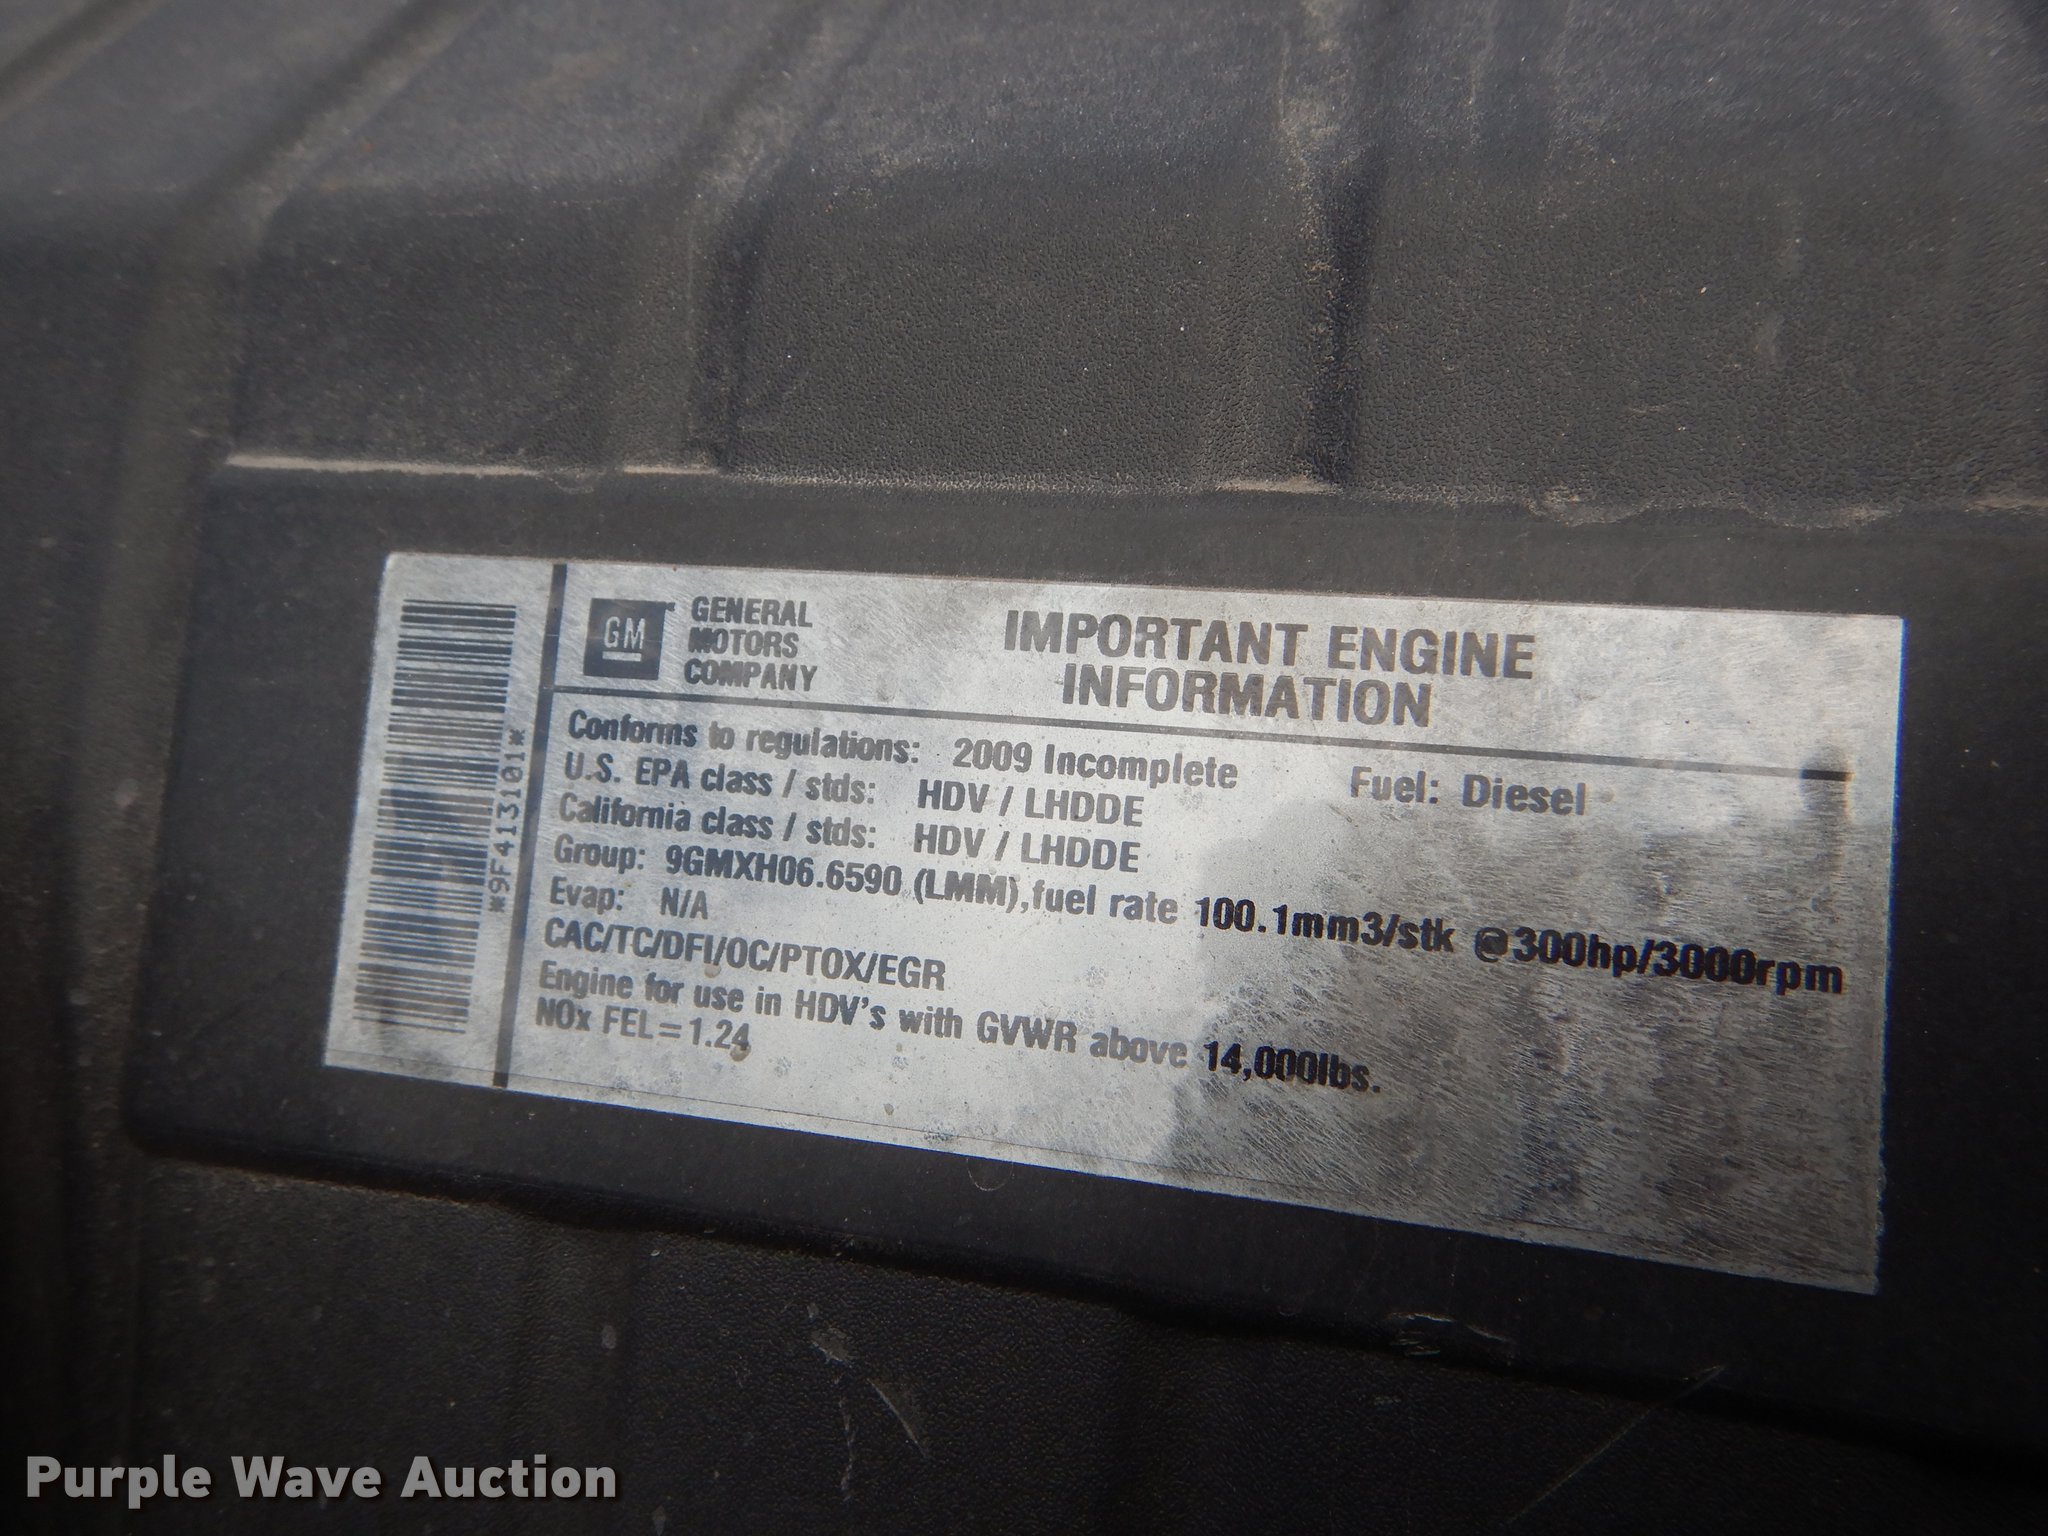 GM
GENERAL
MOTORS
COMPANY
IMPORTANT ENGINE
INFORMATION
*9F413101*
Conforms to regulations: 2009 Incomplete Fuel: Diesel
U.S. EPA class / stds: HDV / LHDDE
California class / stds: HDV / LHDDE
Group: 9GMXH06.6590 (LMM),fuel rate 100.1mm3/stk @300hp/3000rpm
Evap: N/A
CAC/TC/DFI/OC/PTOX/EGR
Engine for use in HDV's with GVWR above 14,000lbs.
NOx FEL=1.24
Purple Wave Auction